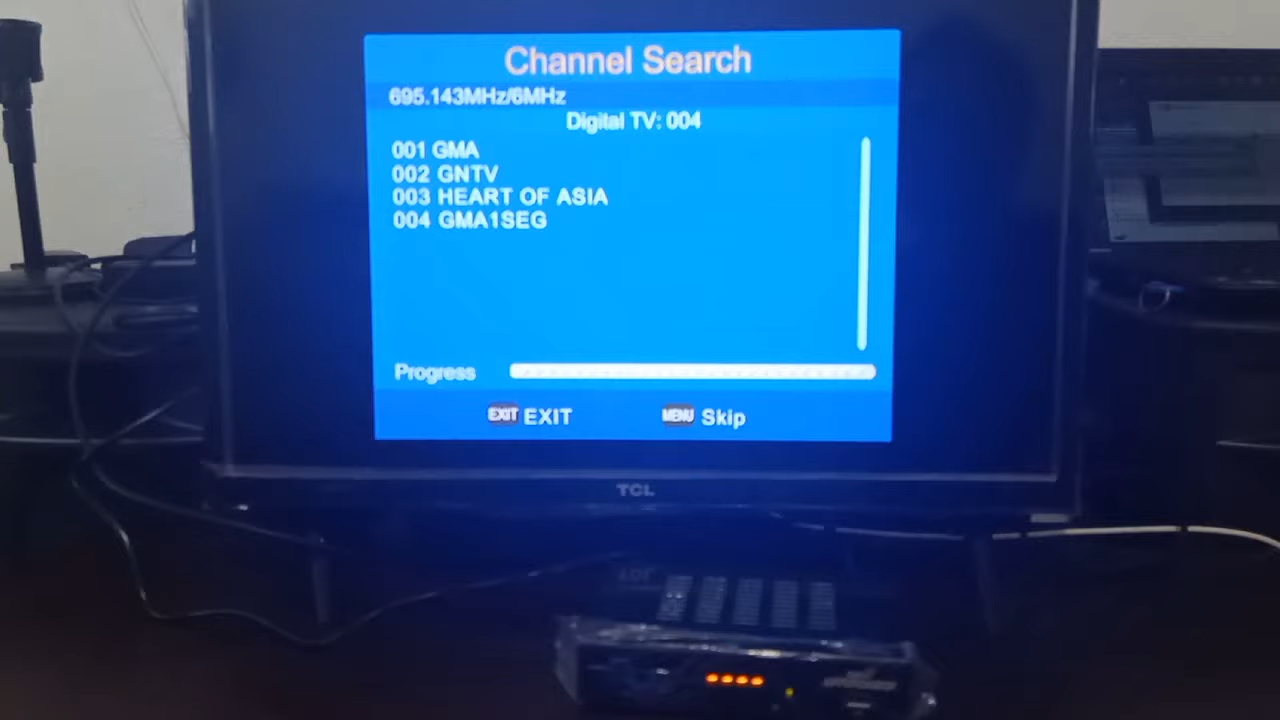 Channel Search
695.143MHz/6MHz
Digital TV: 004
001 GMA
002 GNTV
003 HEART OF ASIA
004 GMA1SEG
Progress
EXIT EXIT
MENU Skip
TCL